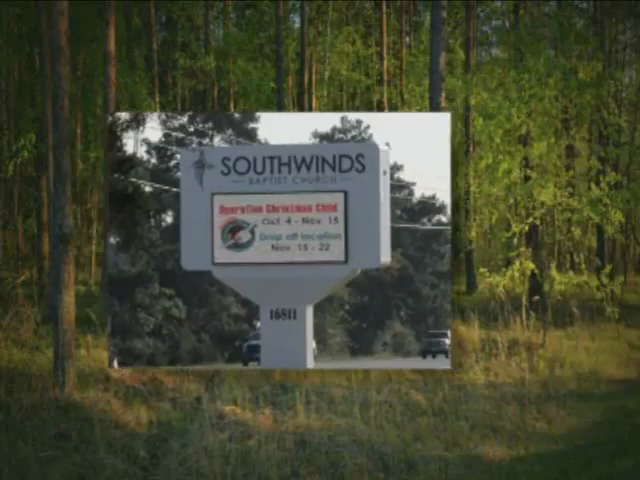 SOUTHWINDS
BAPTIST CHURCH
Operation Christmas Child
Oct 4 - Nov 15
Drop off location
Nov. 15 - 22
16811